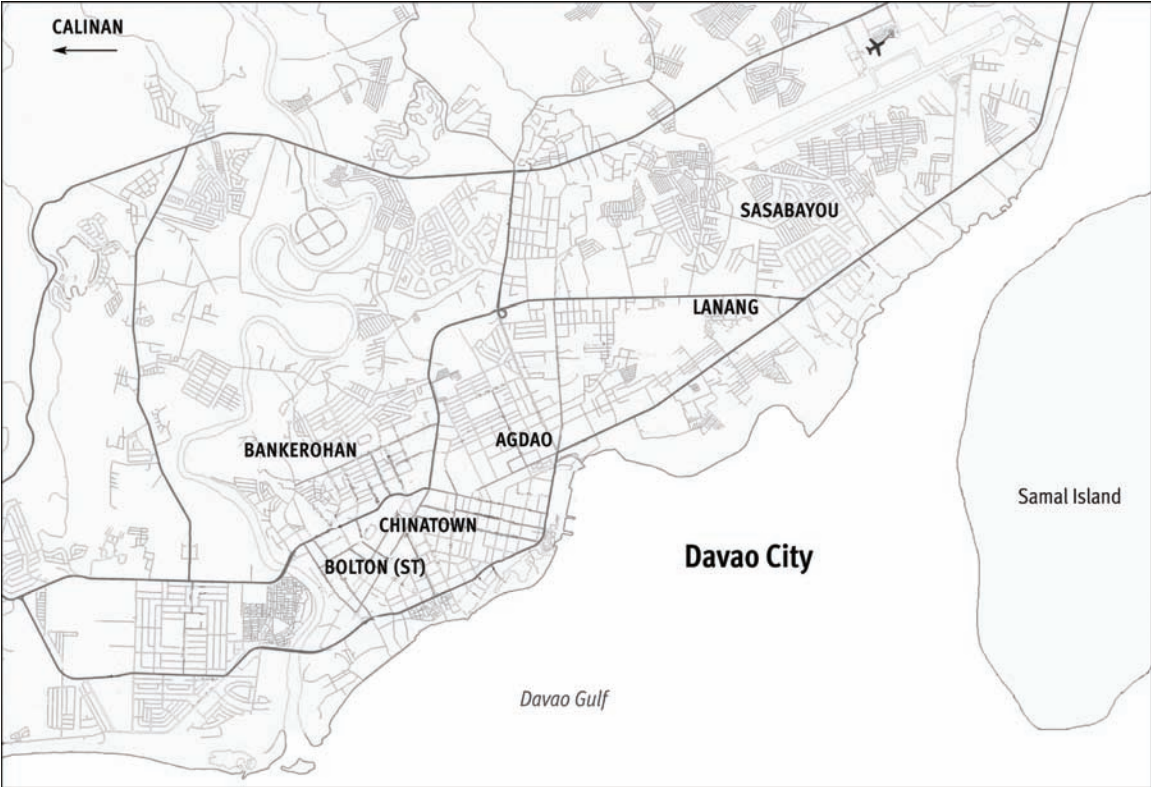 CALINAN
SASABAYOU
LANANG
AGDAO
BANKEROHAN
Samal Island
CHINATOWN
Davao City
BOLTON (ST)
Davao Gulf